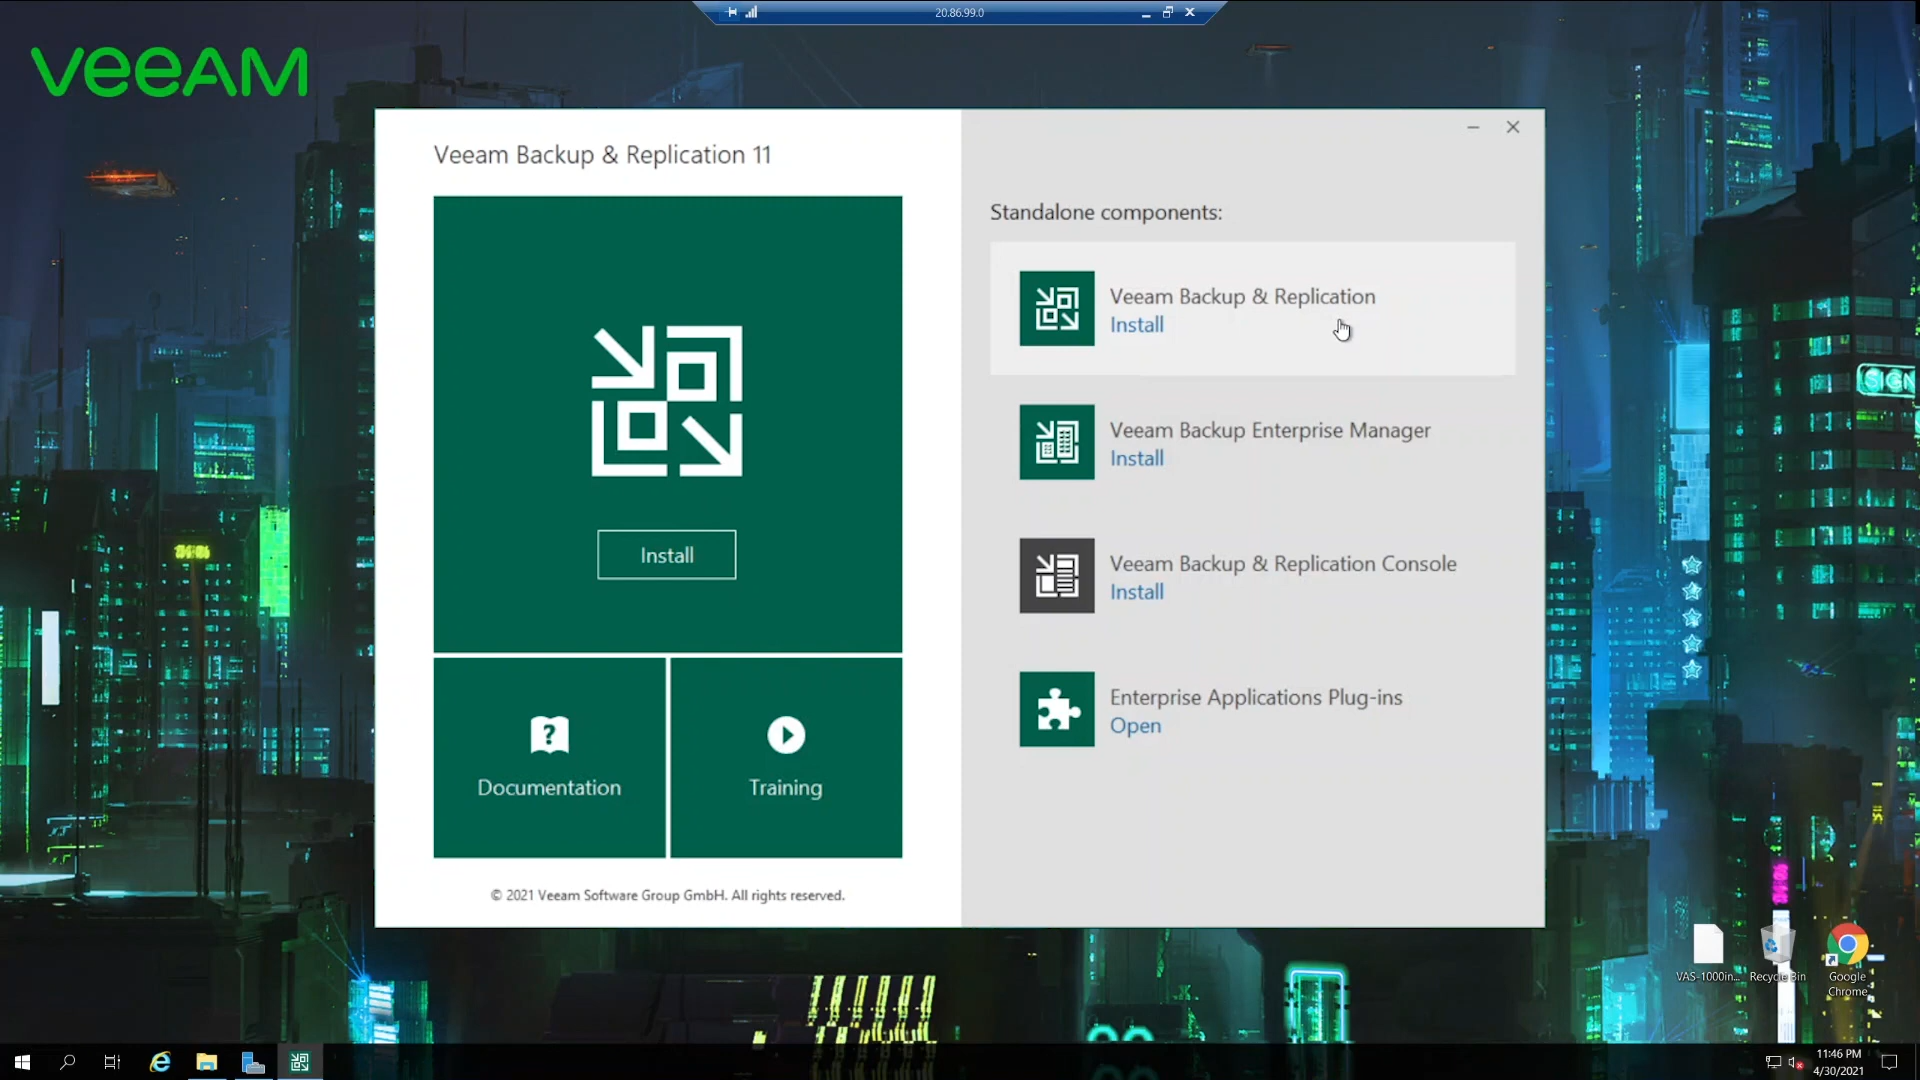 20.86.99.0
veeAM
Veeam Backup & Replication 11
Install
Documentation
Training
© 2021 Veeam Software Group GmbH. All rights reserved.
Standalone components:
Veeam Backup & Replication
Install
Veeam Backup Enterprise Manager
Install
Veeam Backup & Replication Console
Install
Enterprise Applications Plug-ins
Open
SIGN
VAS-1000in...
Recycle Bin
Google
Chrome
11:46 PM
4/30/2021